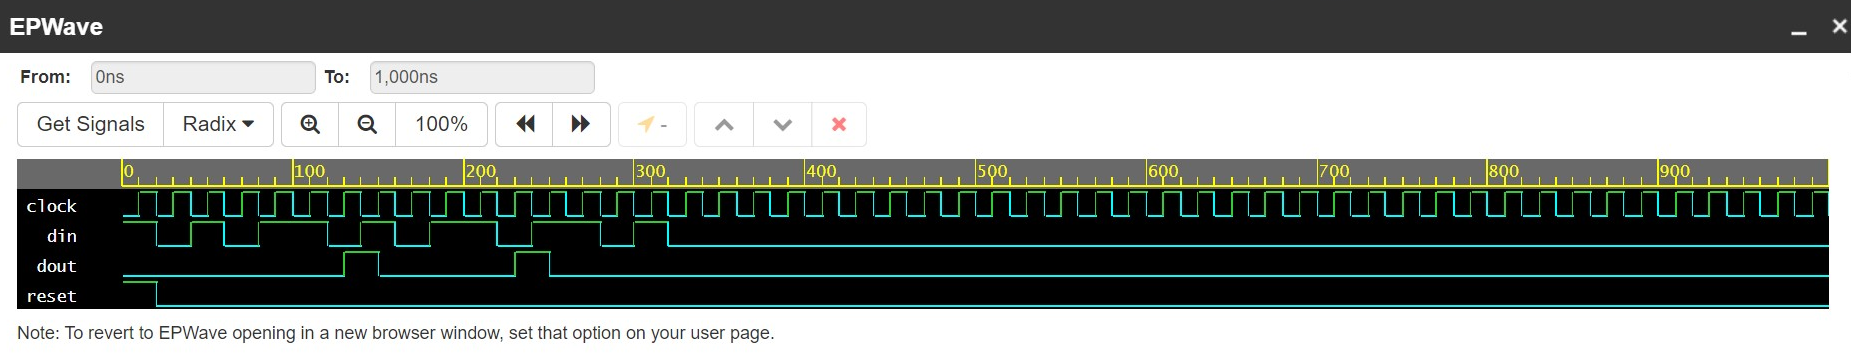 EPWave
From: 0ns To: 1,000ns
Get Signals Radix 100% -
0 100 200 300 400 500 600 700 800 900
clock
din
dout
reset
Note: To revert to EPWave opening in a new browser window, set that option on your user page.